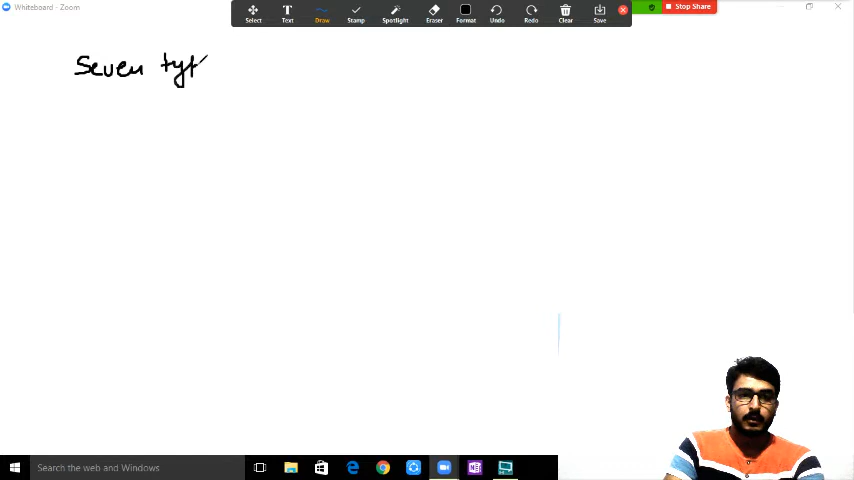 Whiteboard - Zoom
Select Text Draw Stamp Spotlight Eraser Format Undo Redo Clear Save
Stop Share
Seven typ
Search the web and Windows